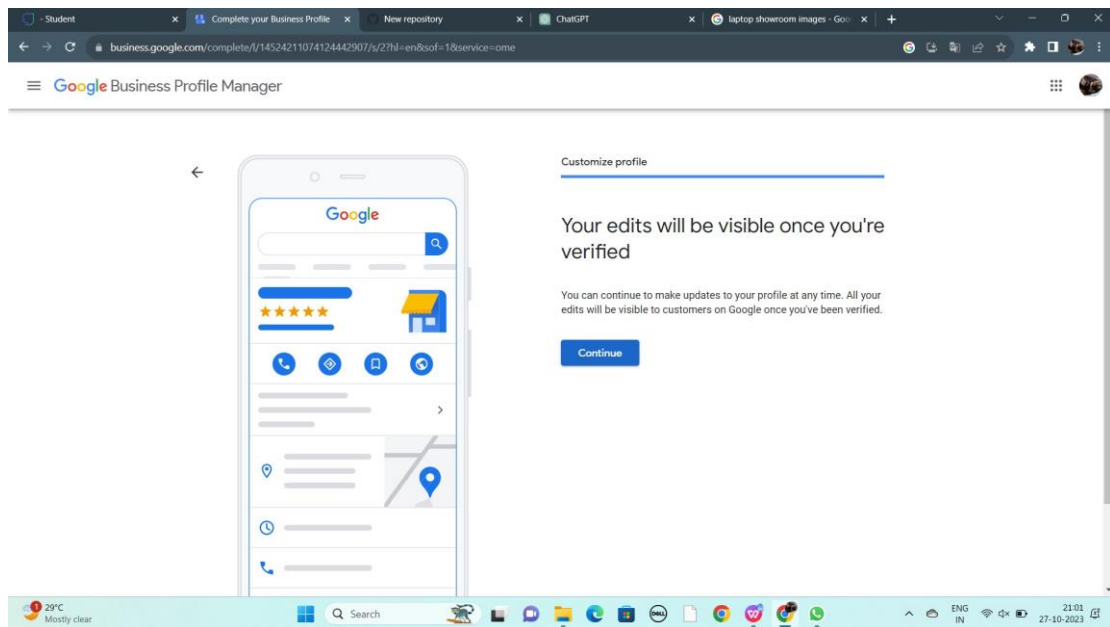 - Student
Complete your Business Profile
New repository
ChatGPT
laptop showroom images - Goo
business.google.com/complete/l/14524211074124442907/s/2?hl=en&sof=1&service=ome
Google Business Profile Manager
Customize profile
Google
Your edits will be visible once you're
verified
You can continue to make updates to your profile at any time. All your
edits will be visible to customers on Google once you've been verified.
Continue
1
29°C
Mostly clear
Search
DELL
ENG
IN
21:01
27-10-2023